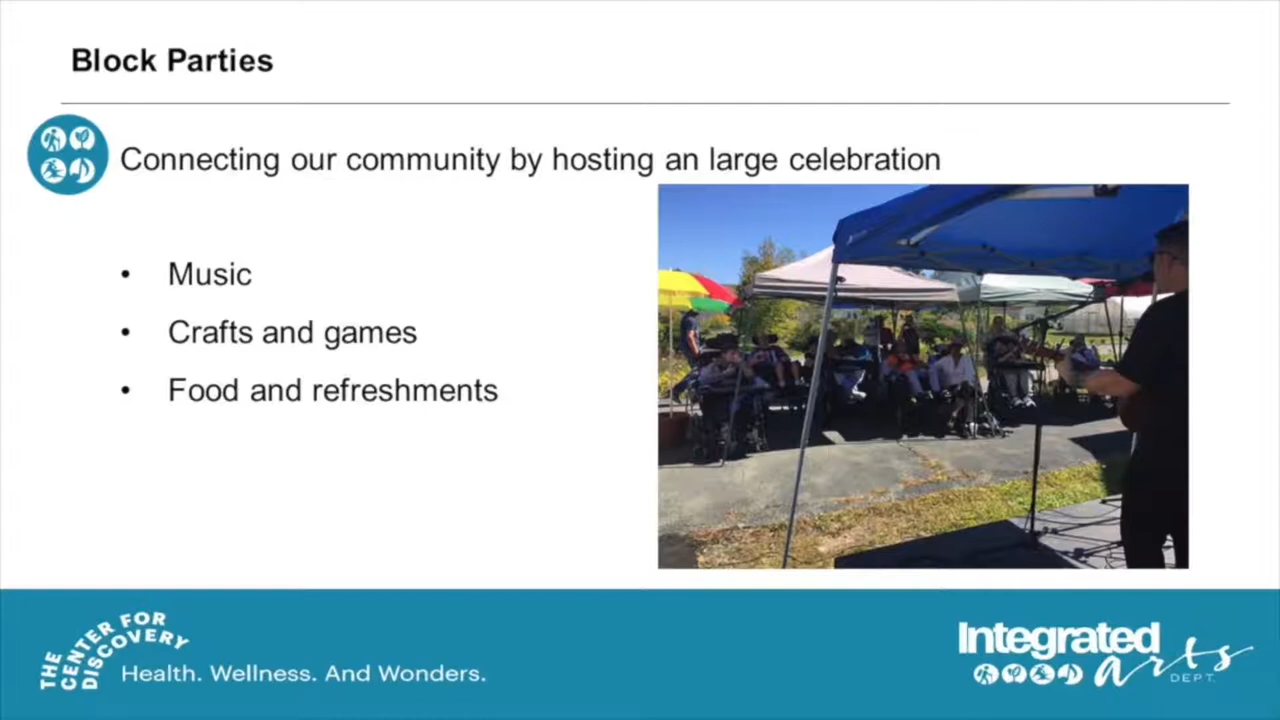 Block Parties
Connecting our community by hosting an large celebration
• Music
• Crafts and games
• Food and refreshments
THE
CENTER FOR
DISCOVERY
Health. Wellness. And Wonders.
Integrated
arts
DEPT.